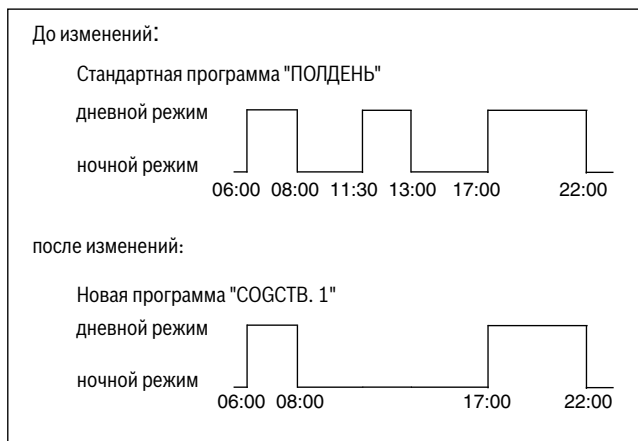 До изменений:
Стандартная программа "ПОЛДЕНЬ"
дневной режим
ночной режим
06:00 08:00 11:30 13:00 17:00 22:00
после изменений:
Новая программа "СОGСТВ. 1"
дневной режим
ночной режим
06:00 08:00 17:00 22:00